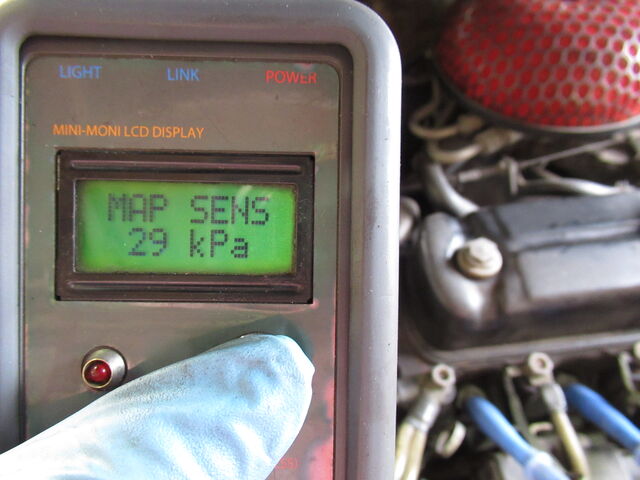 LIGHT LINK POWER
MINI-MONI LCD DISPLAY
MAP SENS
29 kPa